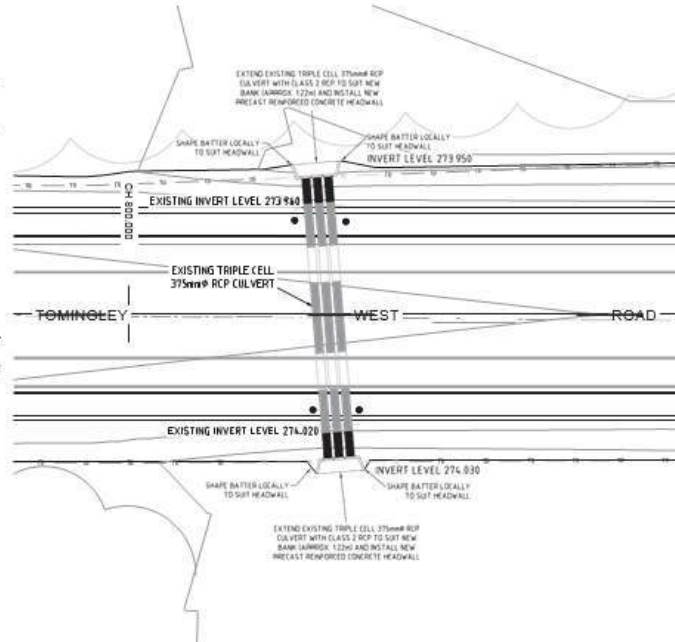 EXTEND EXISTING TRIPLE CELL 375mmø RCP
CULVERT WITH CLASS 2 RCP TO SUIT NEW
BANK (APPROX. 1.22m) AND INSTALL NEW
PRECAST REINFORCED CONCRETE HEADWALL
SHAPE BATTER LOCALLY
TO SUIT HEADWALL
SHAPE BATTER LOCALLY
TO SUIT HEADWALL
INVERT LEVEL 273.950
EXISTING INVERT LEVEL 273.960
CH 800.000
EXISTING TRIPLE CELL
375mmø RCP CULVERT
TOMINGLEY WEST ROAD
EXISTING INVERT LEVEL 274.020
INVERT LEVEL 274.030
SHAPE BATTER LOCALLY
TO SUIT HEADWALL
SHAPE BATTER LOCALLY
TO SUIT HEADWALL
EXTEND EXISTING TRIPLE CELL 375mmø RCP
CULVERT WITH CLASS 2 RCP TO SUIT NEW
BANK (APPROX. 1.22m) AND INSTALL NEW
PRECAST REINFORCED CONCRETE HEADWALL